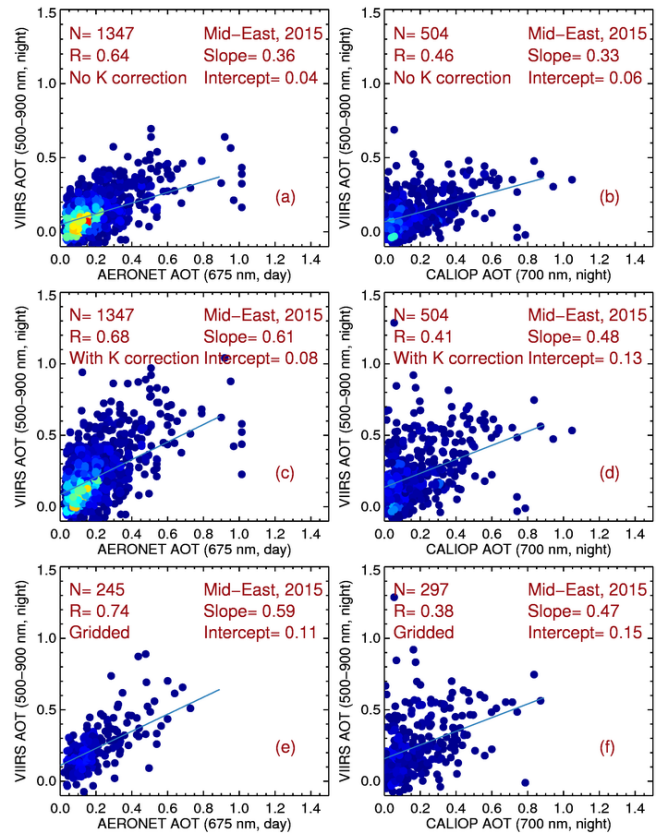 N= 1347 Mid−East, 2015
R= 0.64 Slope= 0.36
No K correction Intercept= 0.04
1.5
1.0
0.5
0.0
VIIRS AOT (500−900 nm, night)
(a)
0.0 0.2 0.4 0.6 0.8 1.0 1.2 1.4
AERONET AOT (675 nm, day)
N= 504 Mid−East, 2015
R= 0.46 Slope= 0.33
No K correction Intercept= 0.06
1.5
1.0
0.5
0.0
VIIRS AOT (500−900 nm, night)
(b)
0.0 0.2 0.4 0.6 0.8 1.0 1.2 1.4
CALIOP AOT (700 nm, night)
N= 1347 Mid−East, 2015
R= 0.68 Slope= 0.61
With K correction Intercept= 0.08
1.5
1.0
0.5
0.0
VIIRS AOT (500−900 nm, night)
(c)
0.0 0.2 0.4 0.6 0.8 1.0 1.2 1.4
AERONET AOT (675 nm, day)
N= 504 Mid−East, 2015
R= 0.41 Slope= 0.48
With K correction Intercept= 0.13
1.5
1.0
0.5
0.0
VIIRS AOT (500−900 nm, night)
(d)
0.0 0.2 0.4 0.6 0.8 1.0 1.2 1.4
CALIOP AOT (700 nm, night)
N= 245 Mid−East, 2015
R= 0.74 Slope= 0.59
Gridded Intercept= 0.11
1.5
1.0
0.5
0.0
VIIRS AOT (500−900 nm, night)
(e)
0.0 0.2 0.4 0.6 0.8 1.0 1.2 1.4
AERONET AOT (675 nm, day)
N= 297 Mid−East, 2015
R= 0.38 Slope= 0.47
Gridded Intercept= 0.15
1.5
1.0
0.5
0.0
VIIRS AOT (500−900 nm, night)
(f)
0.0 0.2 0.4 0.6 0.8 1.0 1.2 1.4
CALIOP AOT (700 nm, night)